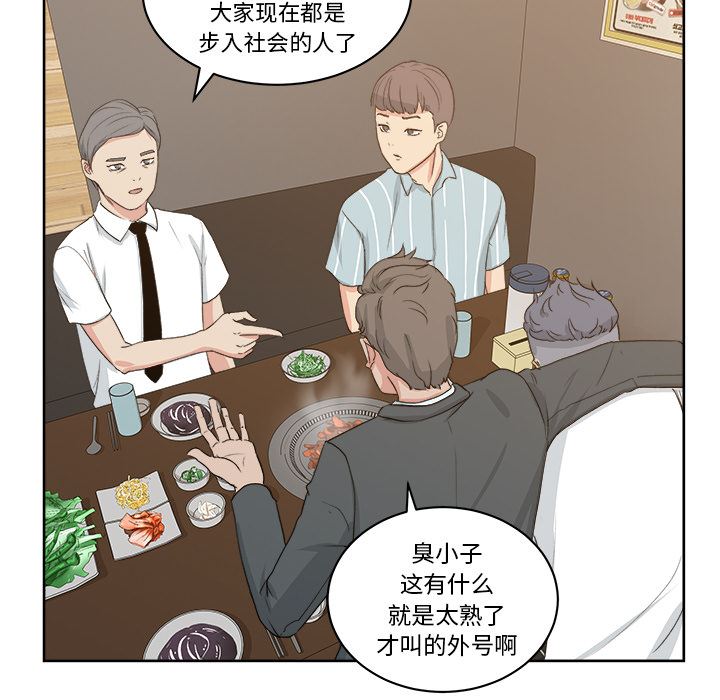 大家现在都是
步入社会的人了
臭小子
这有什么
就是太熟了
才叫的外号啊